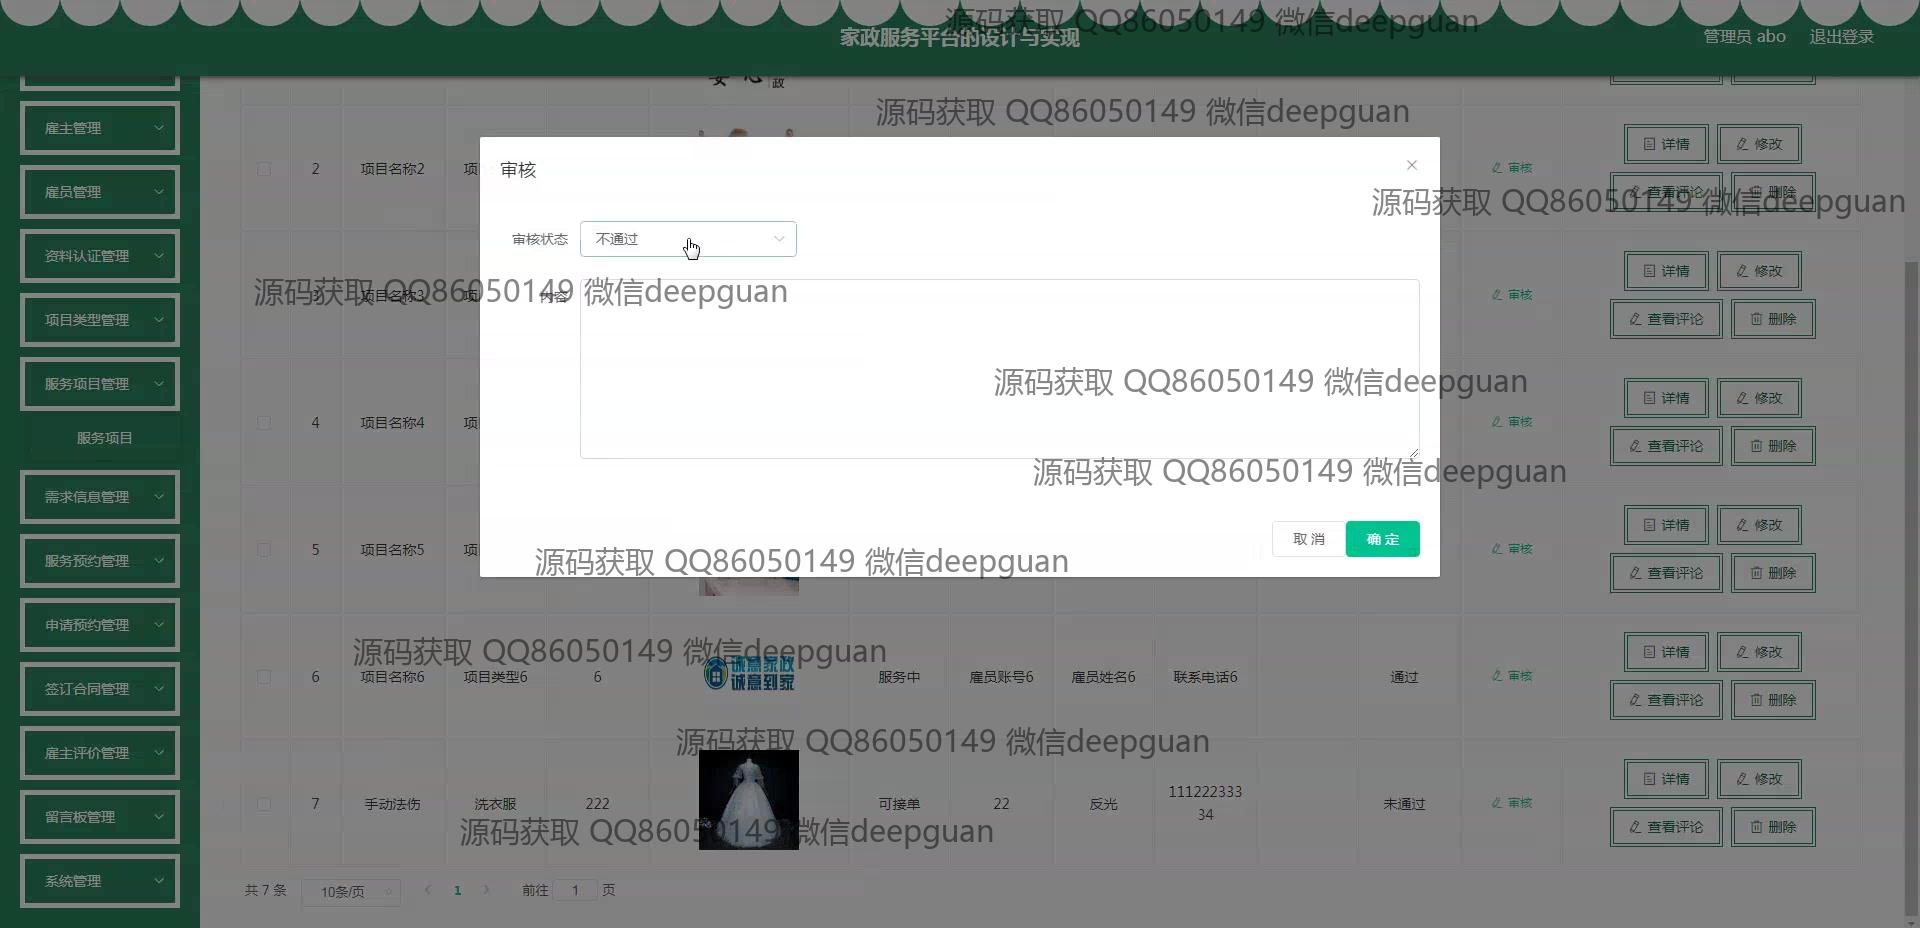 源码获取 QQ86050149 微信deepguan
家政服务平台的设计与实现
管理员 abo
退出登录
源码获取 QQ86050149 微信deepguan
雇主管理
雇员管理
资料认证管理
项目类型管理
服务项目管理
服务项目
需求信息管理
服务预约管理
申请预约管理
签订合同管理
雇主评价管理
留言板管理
系统管理
2 项目名称2 审核 详情 修改
查看评论 删除
源码获取 QQ86050149 微信deepguan
审核
审核状态 不通过
内容
取消 确定
源码获取 QQ86050149 微信deepguan
3 项目名称3 审核 详情 修改
查看评论 删除
源码获取 QQ86050149 微信deepguan
4 项目名称4 审核 详情 修改
查看评论 删除
源码获取 QQ86050149 微信deepguan
5 项目名称5 审核 详情 修改
查看评论 删除
源码获取 QQ86050149 微信deepguan
源码获取 QQ86050149 微信deepguan
6 项目名称6 项目类型6 6 诚意家政 诚意到家 服务中 雇员账号6 雇员姓名6 联系电话6 通过 审核 详情 修改
查看评论 删除
源码获取 QQ86050149 微信deepguan
7 手动法伤 洗衣服 222 可接单 22 反光 11122233334 未通过 审核 详情 修改
查看评论 删除
源码获取 QQ86050149 微信deepguan
共 7 条 10条/页 1 前往 1 页